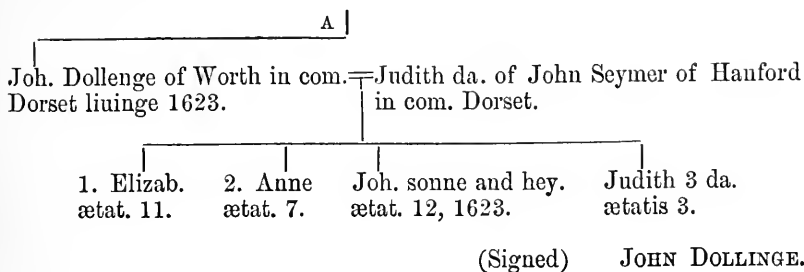 A
Joh. Dollenge of Worth in com. Dorset liuinge 1623.
Judith da. of John Seymer of Hanford in com. Dorset.
1. Elizab. ætat. 11.
2. Anne ætat. 7.
Joh. sonne and hey. ætat. 12, 1623.
Judith 3 da. ætatis 3.
(Signed) JOHN DOLLINGE.